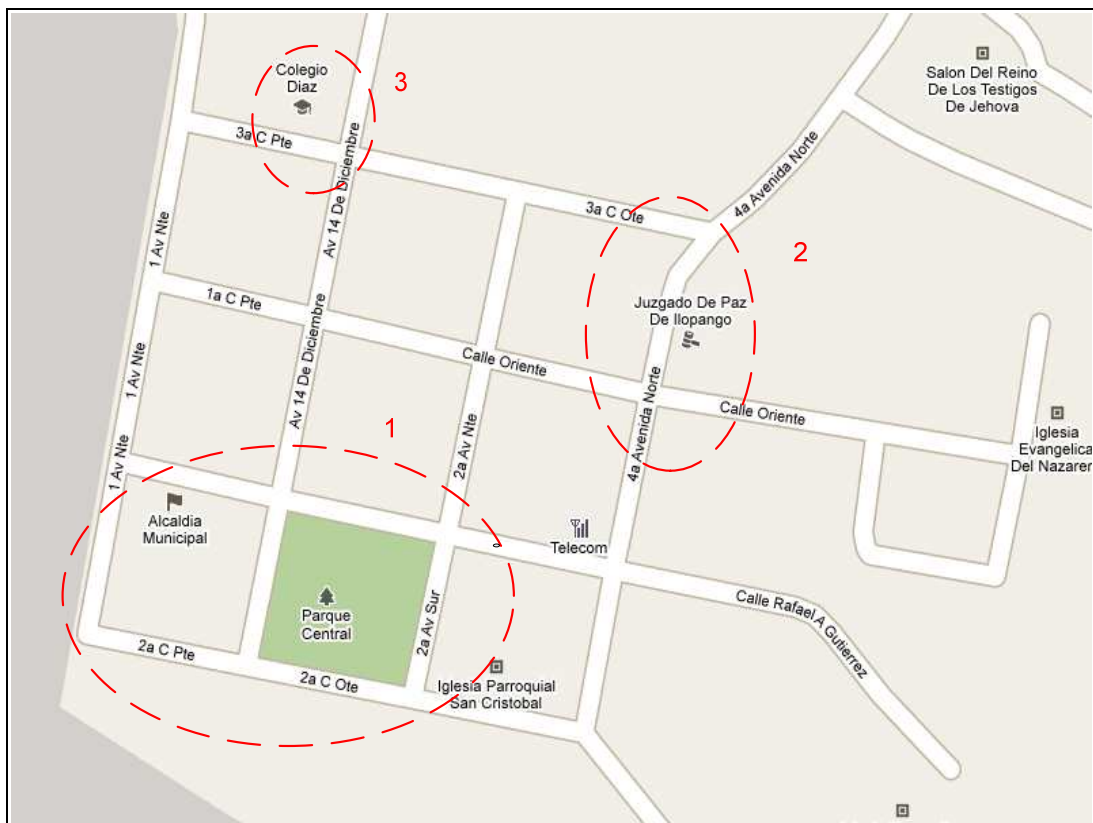 Colegio
Diaz
3
Salon Del Reino
De Los Testigos
De Jehova
3a C Pte
Av 14 De Diciembre
4a Avenida Norte
3a C Ote
1 Av Nte
2
1a C Pte
Juzgado De Paz
De Ilopango
Av 14 De Diciembre
Calle Oriente
1 Av Nte
Calle Oriente
1
4a Avenida Norte
2a Av Nte
Iglesia
Evangelica
Del Nazaren
1 Av Nte
Alcaldia
Municipal
Telecom
Parque
Central
2a Av Sur
Calle Rafael A Gutierrez
2a C Pte
2a C Ote
Iglesia Parroquial
San Cristobal